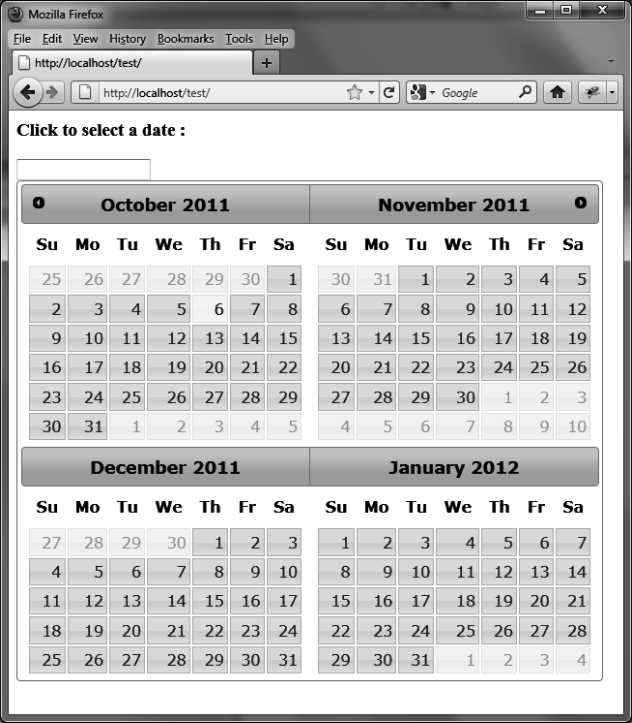 Mozilla Firefox
File Edit View History Bookmarks Tools Help
http://localhost/test/
http://localhost/test/ Google
Click to select a date :
October 2011 November 2011
Su Mo Tu We Th Fr Sa Su Mo Tu We Th Fr Sa
25 26 27 28 29 30 1 30 31 1 2 3 4 5
2 3 4 5 6 7 8 6 7 8 9 10 11 12
9 10 11 12 13 14 15 13 14 15 16 17 18 19
16 17 18 19 20 21 22 20 21 22 23 24 25 26
23 24 25 26 27 28 29 27 28 29 30 1 2 3
30 31 1 2 3 4 5 4 5 6 7 8 9 10
December 2011 January 2012
Su Mo Tu We Th Fr Sa Su Mo Tu We Th Fr Sa
27 28 29 30 1 2 3 1 2 3 4 5 6 7
4 5 6 7 8 9 10 8 9 10 11 12 13 14
11 12 13 14 15 16 17 15 16 17 18 19 20 21
18 19 20 21 22 23 24 22 23 24 25 26 27 28
25 26 27 28 29 30 31 29 30 31 1 2 3 4